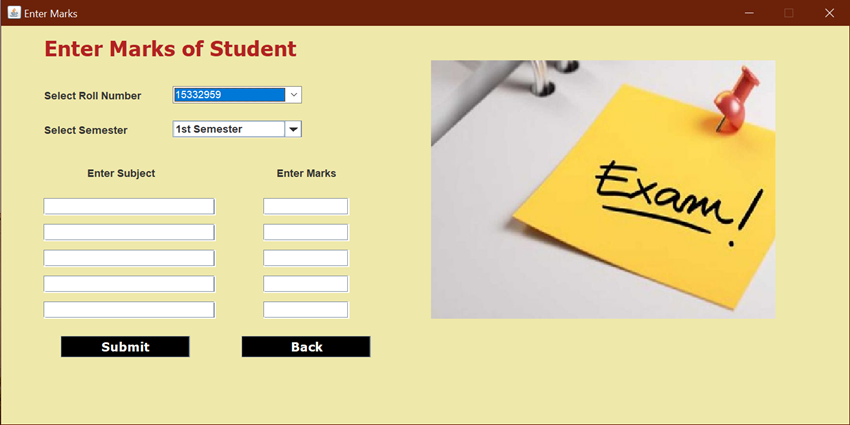 Enter Marks
Enter Marks of Student
Select Roll Number 15332959
Select Semester 1st Semester
Enter Subject Enter Marks
Submit Back
Exam!